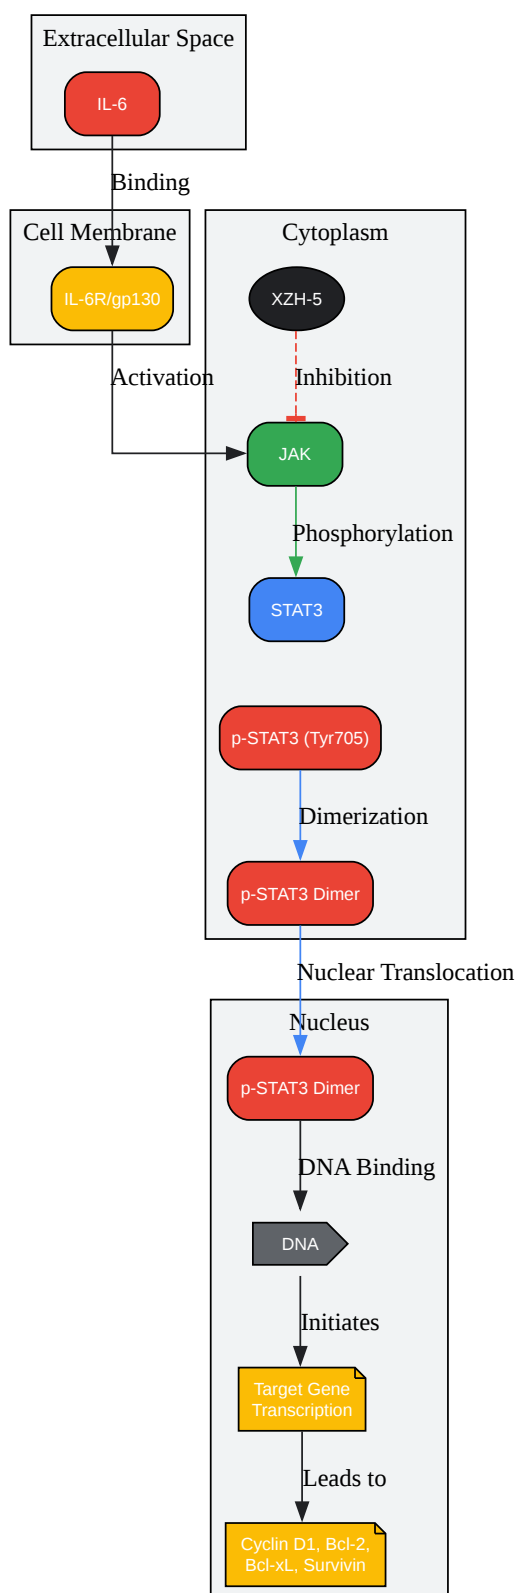 Extracellular Space
IL-6
Binding
Cell Membrane
Cytoplasm
IL-6R/gp130
XZH-5
Activation
Inhibition
JAK
Phosphorylation
STAT3
p-STAT3 (Tyr705)
Dimerization
p-STAT3 Dimer
Nuclear Translocation
Nucleus
p-STAT3 Dimer
DNA Binding
DNA
Initiates
Target Gene
Transcription
Leads to
Cyclin D1, Bcl-2,
Bcl-xL, Survivin